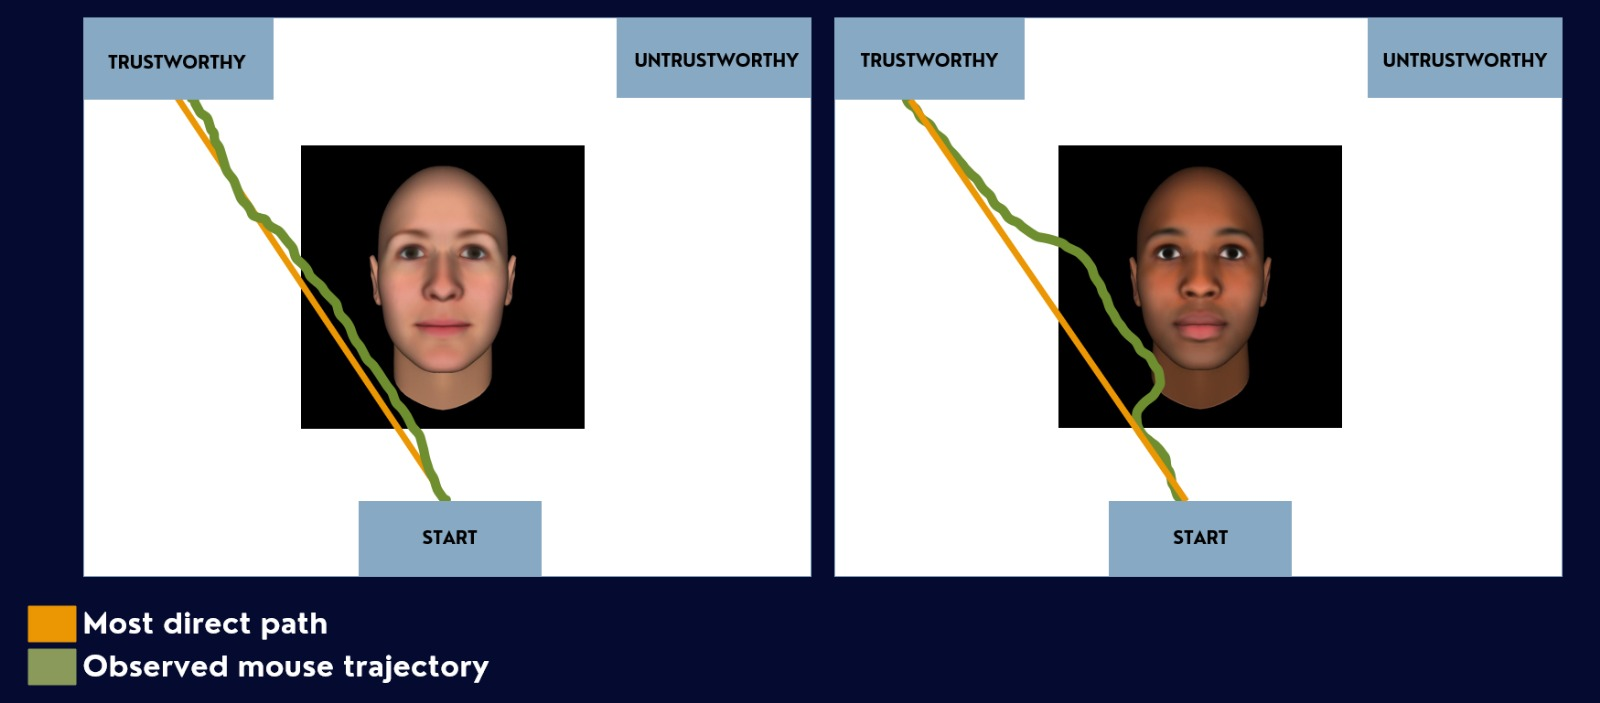 TRUSTWORTHY
UNTRUSTWORTHY
TRUSTWORTHY
UNTRUSTWORTHY
START
START
Most direct path
Observed mouse trajectory